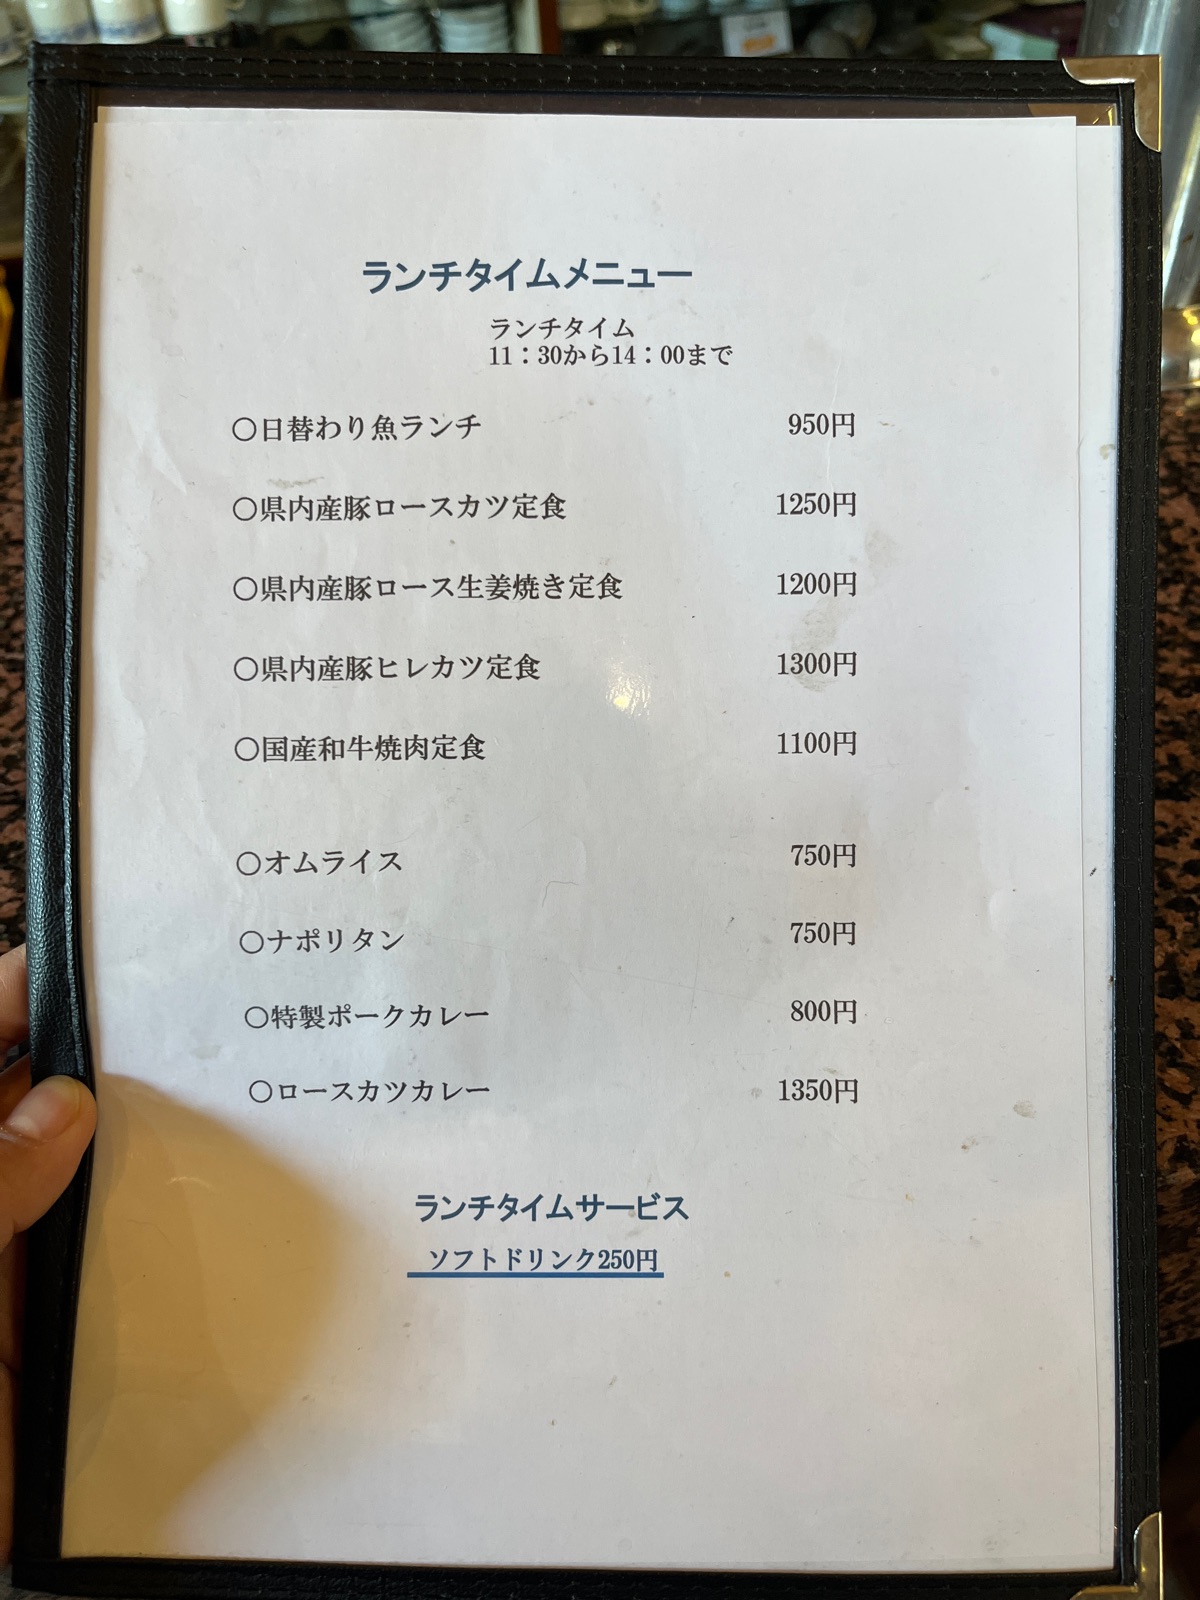 ランチタイムメニュー
ランチタイム
11：30から14：00まで
○日替わり魚ランチ 950円
○県内産豚ロースカツ定食 1250円
○県内産豚ロース生姜焼き定食 1200円
○県内産豚ヒレカツ定食 1300円
○国産和牛焼肉定食 1100円
○オムライス 750円
○ナポリタン 750円
○特製ポークカレー 800円
○ロースカツカレー 1350円
ランチタイムサービス
ソフトドリンク250円